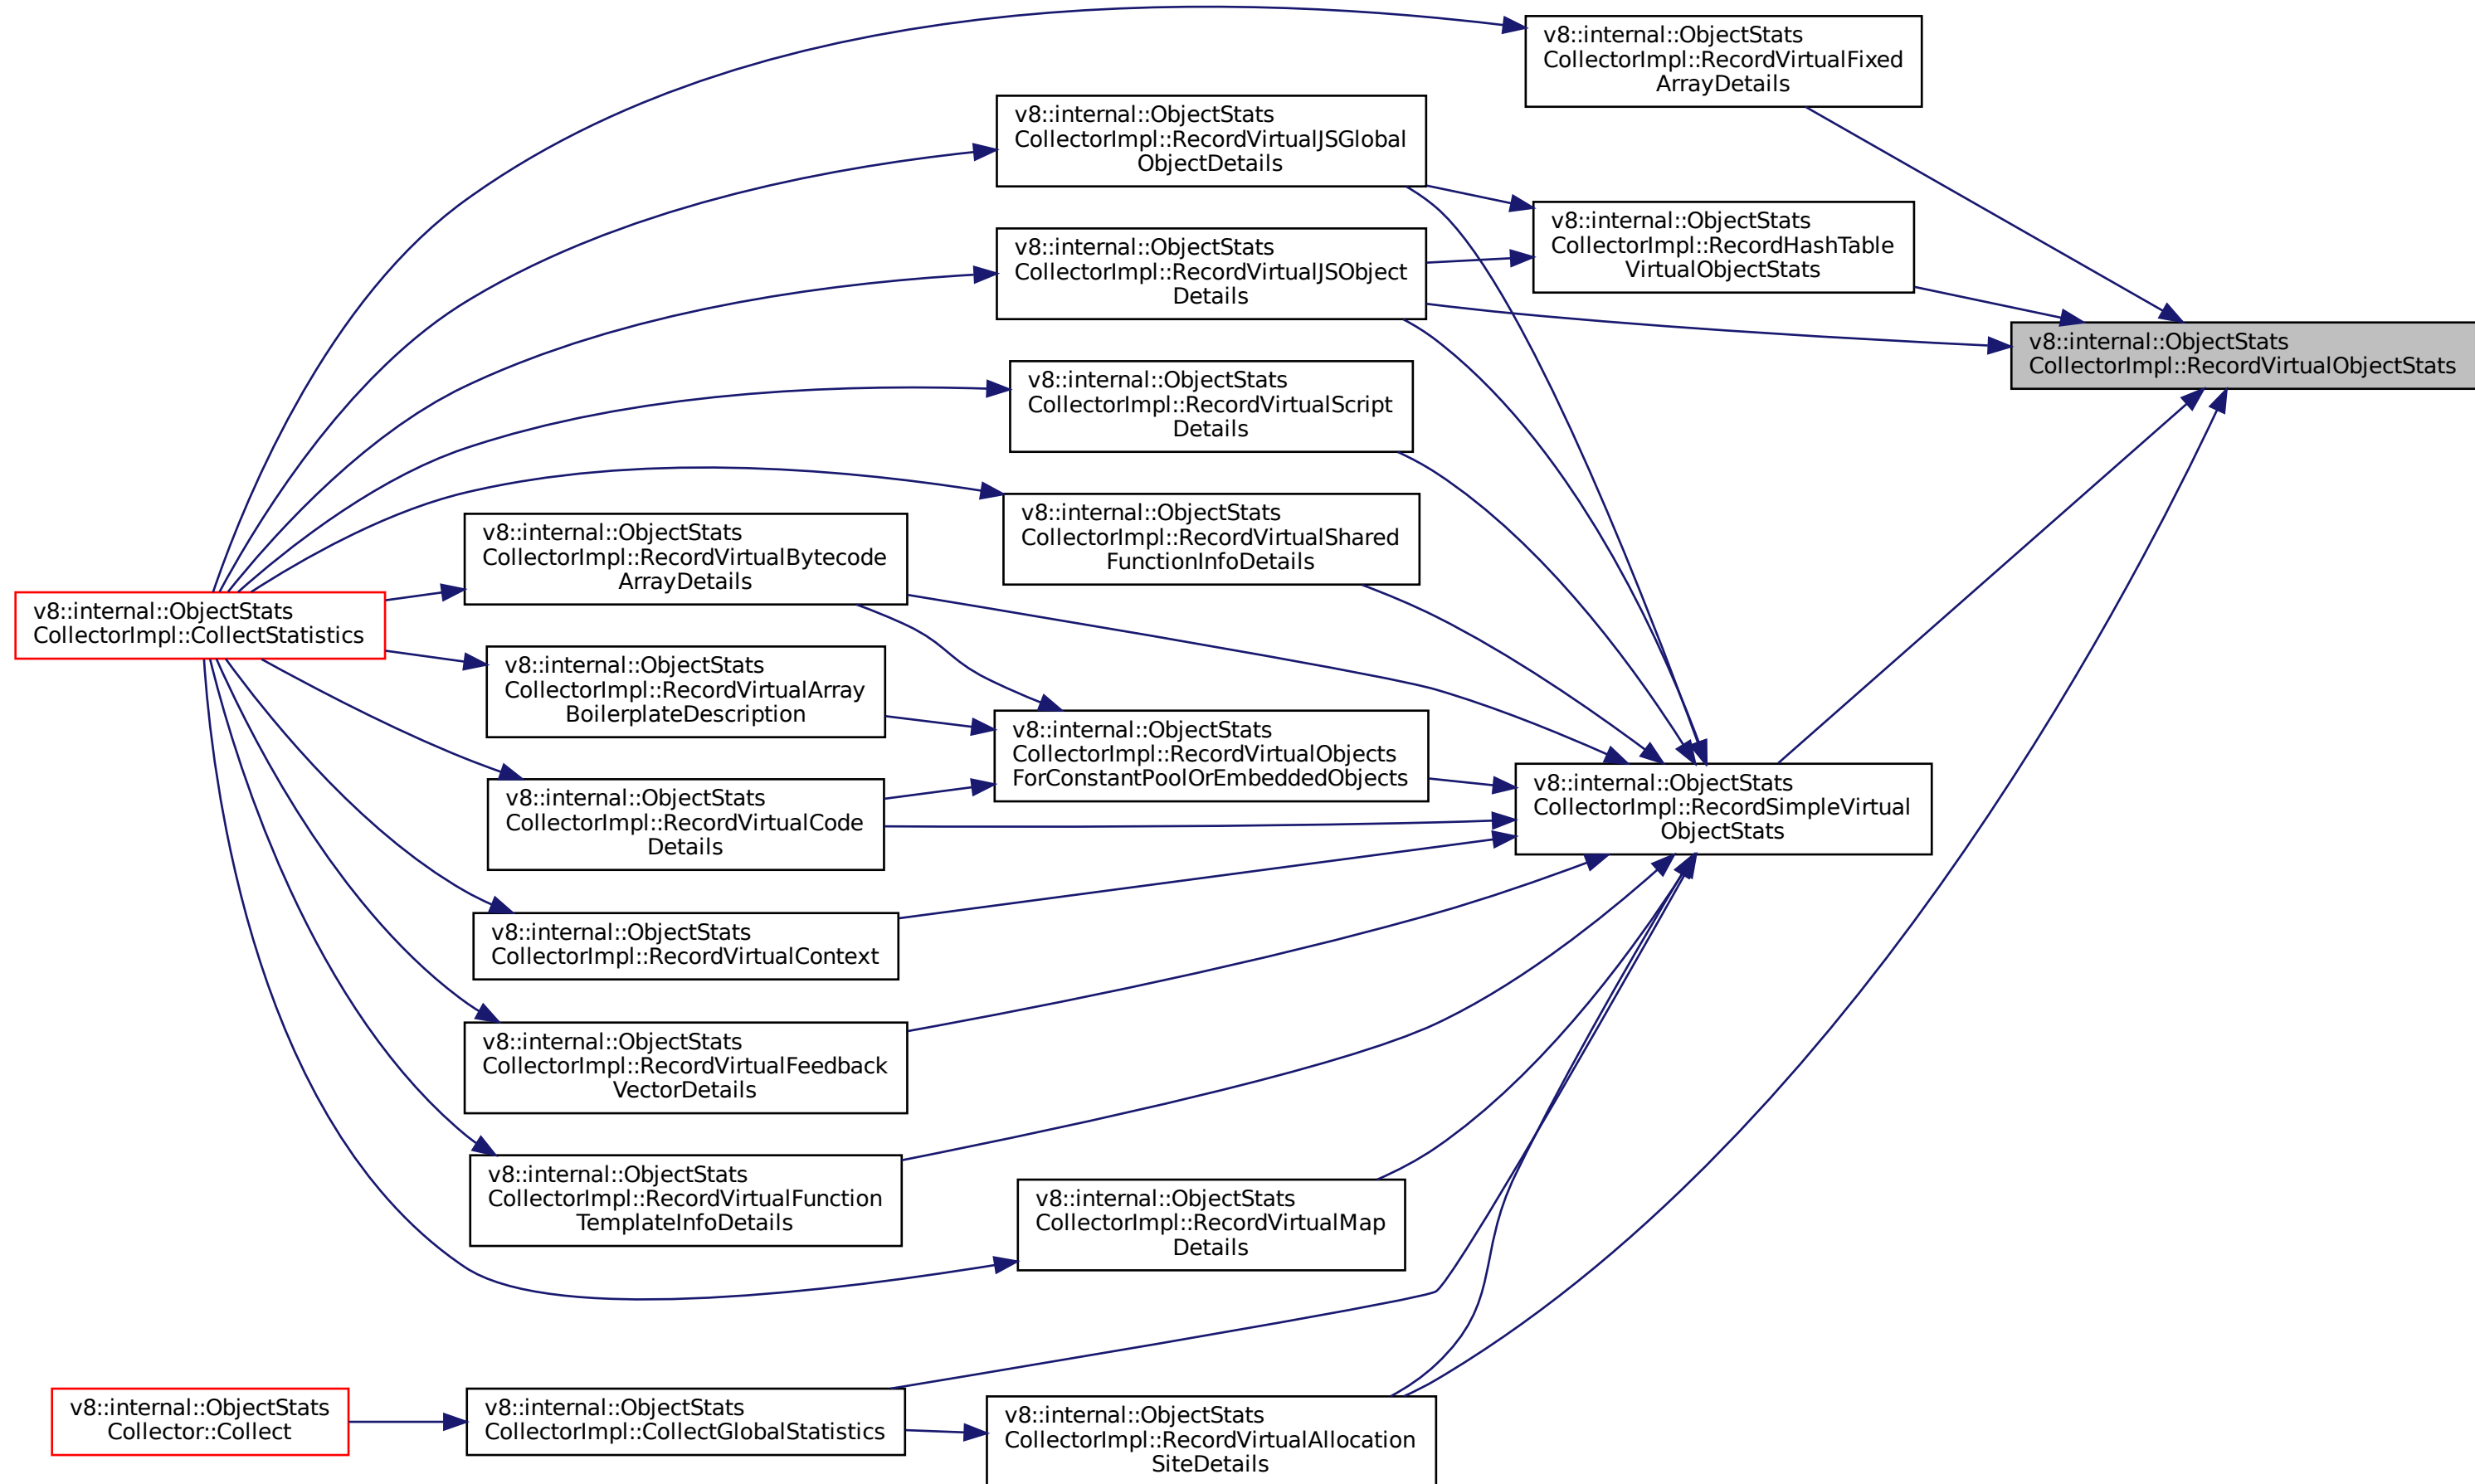 v8::internal::ObjectStats
CollectorImpl::RecordVirtualFixed
ArrayDetails
v8::internal::ObjectStats
CollectorImpl::RecordVirtualJSGlobal
ObjectDetails
v8::internal::ObjectStats
CollectorImpl::RecordHashTable
VirtualObjectStats
v8::internal::ObjectStats
CollectorImpl::RecordVirtualJSObject
Details
v8::internal::ObjectStats
CollectorImpl::RecordVirtualObjectStats
v8::internal::ObjectStats
CollectorImpl::RecordVirtualScript
Details
v8::internal::ObjectStats
CollectorImpl::RecordVirtualShared
FunctionInfoDetails
v8::internal::ObjectStats
CollectorImpl::RecordVirtualBytecode
ArrayDetails
v8::internal::ObjectStats
CollectorImpl::CollectStatistics
v8::internal::ObjectStats
CollectorImpl::RecordVirtualArray
BoilerplateDescription
v8::internal::ObjectStats
CollectorImpl::RecordVirtualObjects
ForConstantPoolOrEmbeddedObjects
v8::internal::ObjectStats
CollectorImpl::RecordSimpleVirtual
ObjectStats
v8::internal::ObjectStats
CollectorImpl::RecordVirtualCode
Details
v8::internal::ObjectStats
CollectorImpl::RecordVirtualContext
v8::internal::ObjectStats
CollectorImpl::RecordVirtualFeedback
VectorDetails
v8::internal::ObjectStats
CollectorImpl::RecordVirtualFunction
TemplateInfoDetails
v8::internal::ObjectStats
CollectorImpl::RecordVirtualMap
Details
v8::internal::ObjectStats
Collector::Collect
v8::internal::ObjectStats
CollectorImpl::CollectGlobalStatistics
v8::internal::ObjectStats
CollectorImpl::RecordVirtualAllocation
SiteDetails